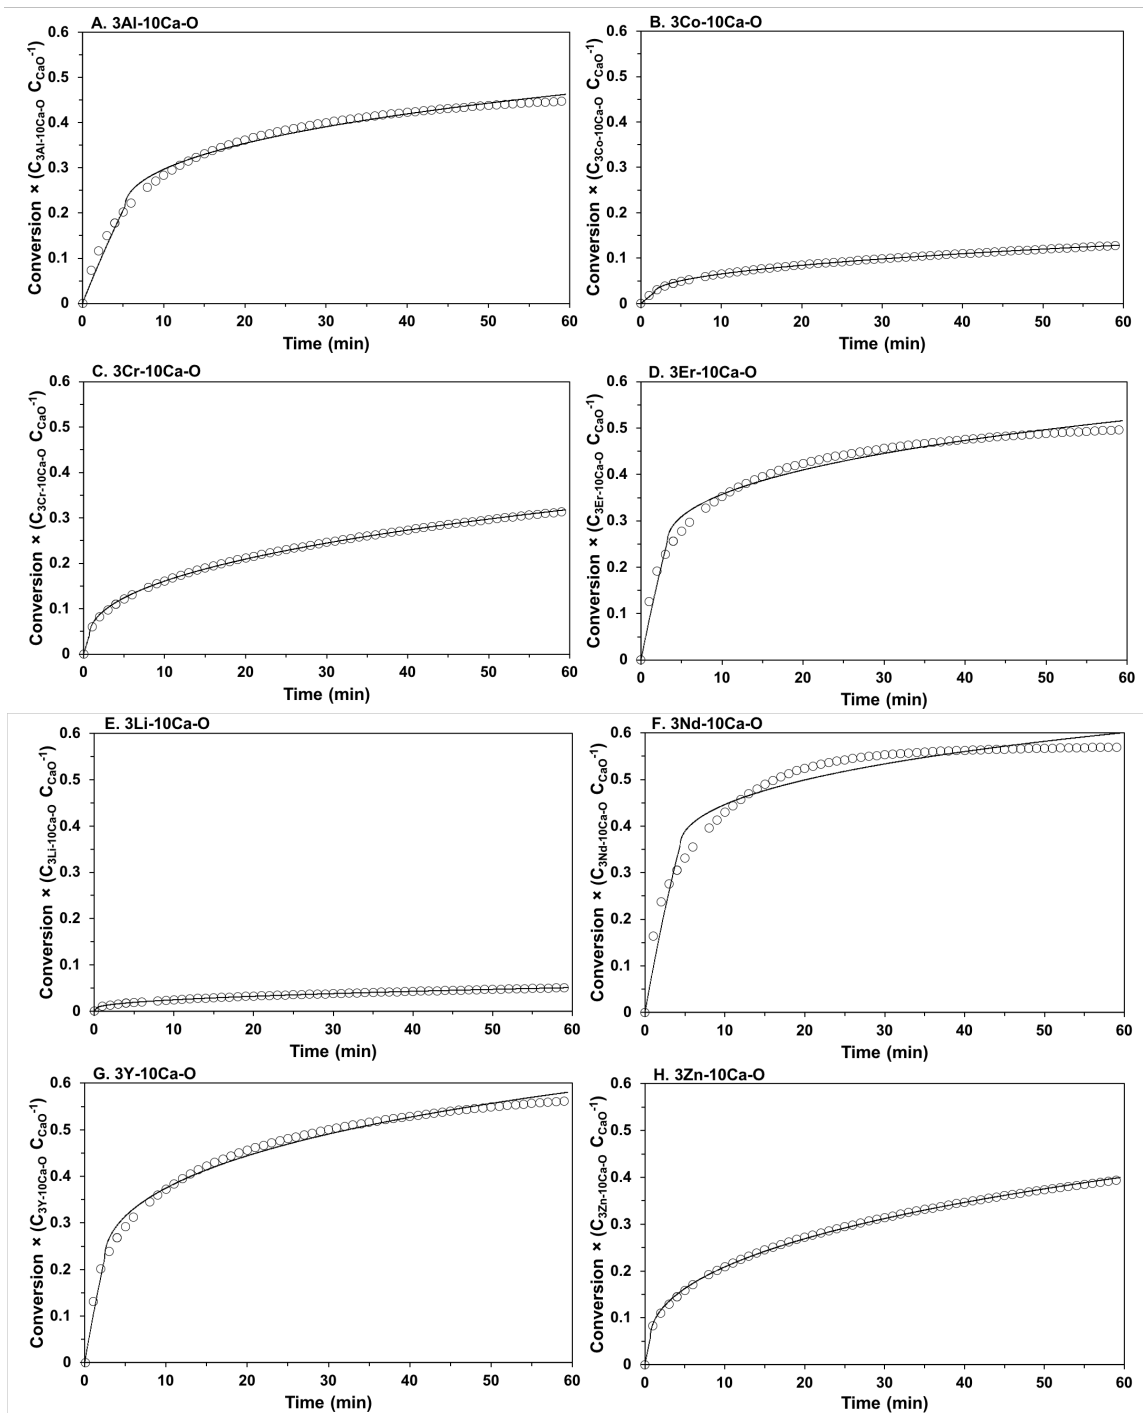 A. 3Al-10Ca-O
Conversion × (C3Al-10Ca-O CCaO-1)
0.6
0.5
0.4
0.3
0.2
0.1
0
0 10 20 30 40 50 60
Time (min)
B. 3Co-10Ca-O
Conversion × (C3Co-10Ca-O CCaO-1)
0.6
0.5
0.4
0.3
0.2
0.1
0
0 10 20 30 40 50 60
Time (min)
C. 3Cr-10Ca-O
Conversion × (C3Cr-10Ca-O CCaO-1)
0.6
0.5
0.4
0.3
0.2
0.1
0
0 10 20 30 40 50 60
Time (min)
D. 3Er-10Ca-O
Conversion × (C3Er-10Ca-O CCaO-1)
0.6
0.5
0.4
0.3
0.2
0.1
0
0 10 20 30 40 50 60
Time (min)
E. 3Li-10Ca-O
Conversion × (C3Li-10Ca-O CCaO-1)
0.6
0.5
0.4
0.3
0.2
0.1
0
0 10 20 30 40 50 60
Time (min)
F. 3Nd-10Ca-O
Conversion × (C3Nd-10Ca-O CCaO-1)
0.6
0.5
0.4
0.3
0.2
0.1
0
0 10 20 30 40 50 60
Time (min)
G. 3Y-10Ca-O
Conversion × (C3Y-10Ca-O CCaO-1)
0.6
0.5
0.4
0.3
0.2
0.1
0
0 10 20 30 40 50 60
Time (min)
H. 3Zn-10Ca-O
Conversion × (C3Zn-10Ca-O CCaO-1)
0.6
0.5
0.4
0.3
0.2
0.1
0
0 10 20 30 40 50 60
Time (min)